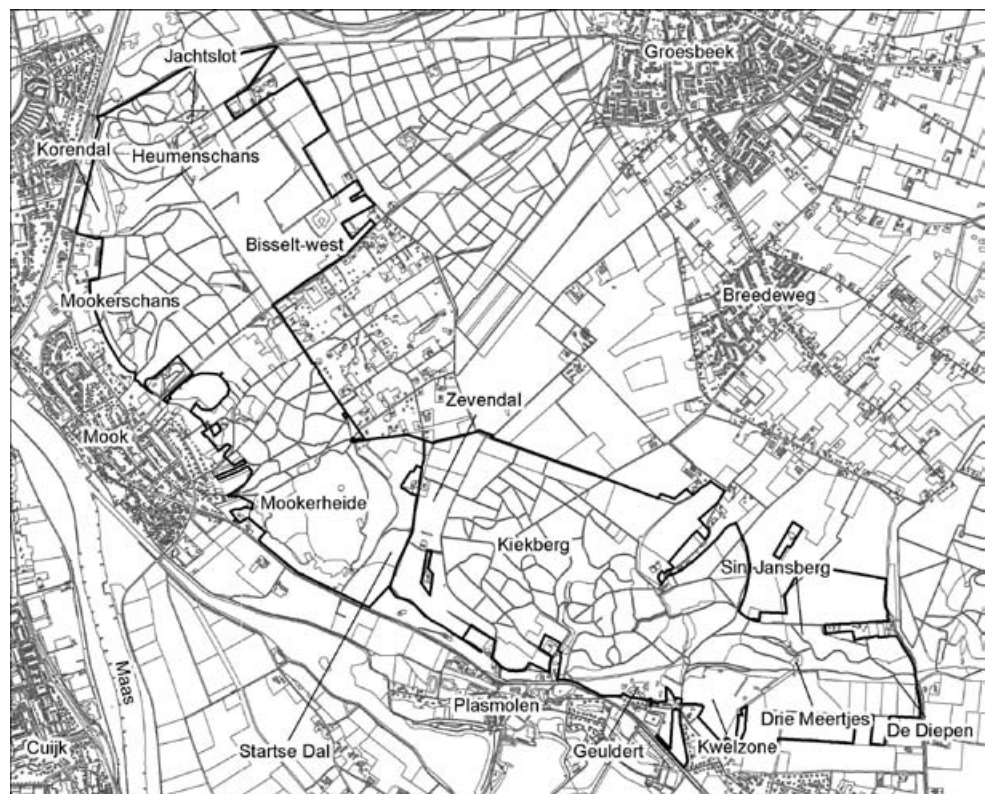 Jachtslot
Groesbeek
Korendal
Heumenschans
Bisselt-west
Mookerschans
Breedeweg
Zevendal
Mook
Mookerheide
Kiekberg
Sint-Jansberg
Maas
Plasmolen
Drie Meertjes
De Diepen
Cuijk
Startse Dal
Geuldert
Kwelzone